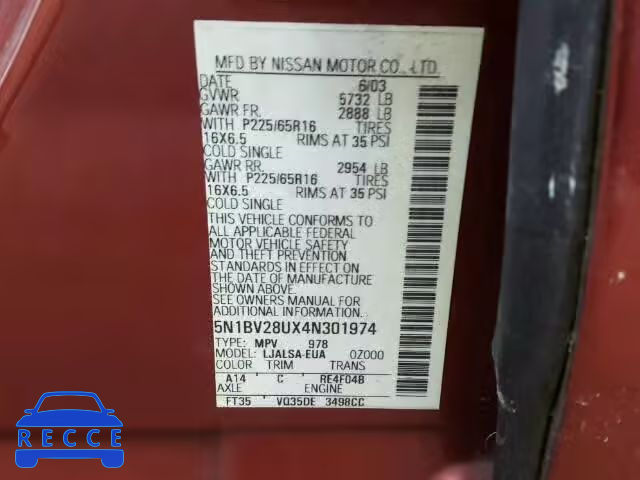 MFD BY NISSAN MOTOR CO., LTD.
DATE 6/03
GVWR 5732 LB
GAWR FR. 2888 LB
WITH P225/65R16 TIRES
16X6.5 RIMS AT 35 PSI
COLD SINGLE
GAWR RR. 2954 LB
WITH P225/65R16 TIRES
16X6.5 RIMS AT 35 PSI
COLD SINGLE
THIS VEHICLE CONFORMS TO
ALL APPLICABLE FEDERAL
MOTOR VEHICLE SAFETY
AND THEFT PREVENTION
STANDARDS IN EFFECT ON
THE DATE OF MANUFACTURE
SHOWN ABOVE.
SEE OWNERS MANUAL FOR
ADDITIONAL INFORMATION.
5N1BV28UX4N301974
TYPE: MPV 978
MODEL: LJALSA-EUA 0Z000
COLOR TRIM TRANS
A14 C RE4F04B
AXLE ENGINE
FT35 VQ35DE 3498CC
RECCE